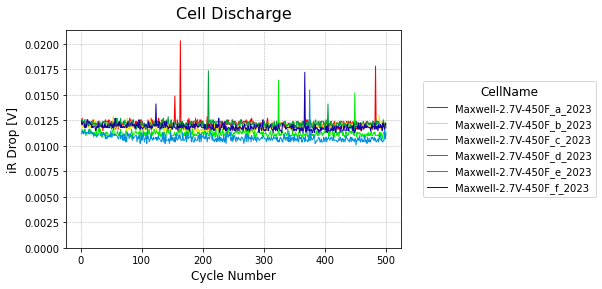 Cell Discharge
0.0200
0.0175
0.0150
0.0125
0.0100
0.0075
0.0050
0.0025
0.0000
iR Drop [V]
0 100 200 300 400 500
Cycle Number
CellName
Maxwell-2.7V-450F_a_2023
Maxwell-2.7V-450F_b_2023
Maxwell-2.7V-450F_c_2023
Maxwell-2.7V-450F_d_2023
Maxwell-2.7V-450F_e_2023
Maxwell-2.7V-450F_f_2023